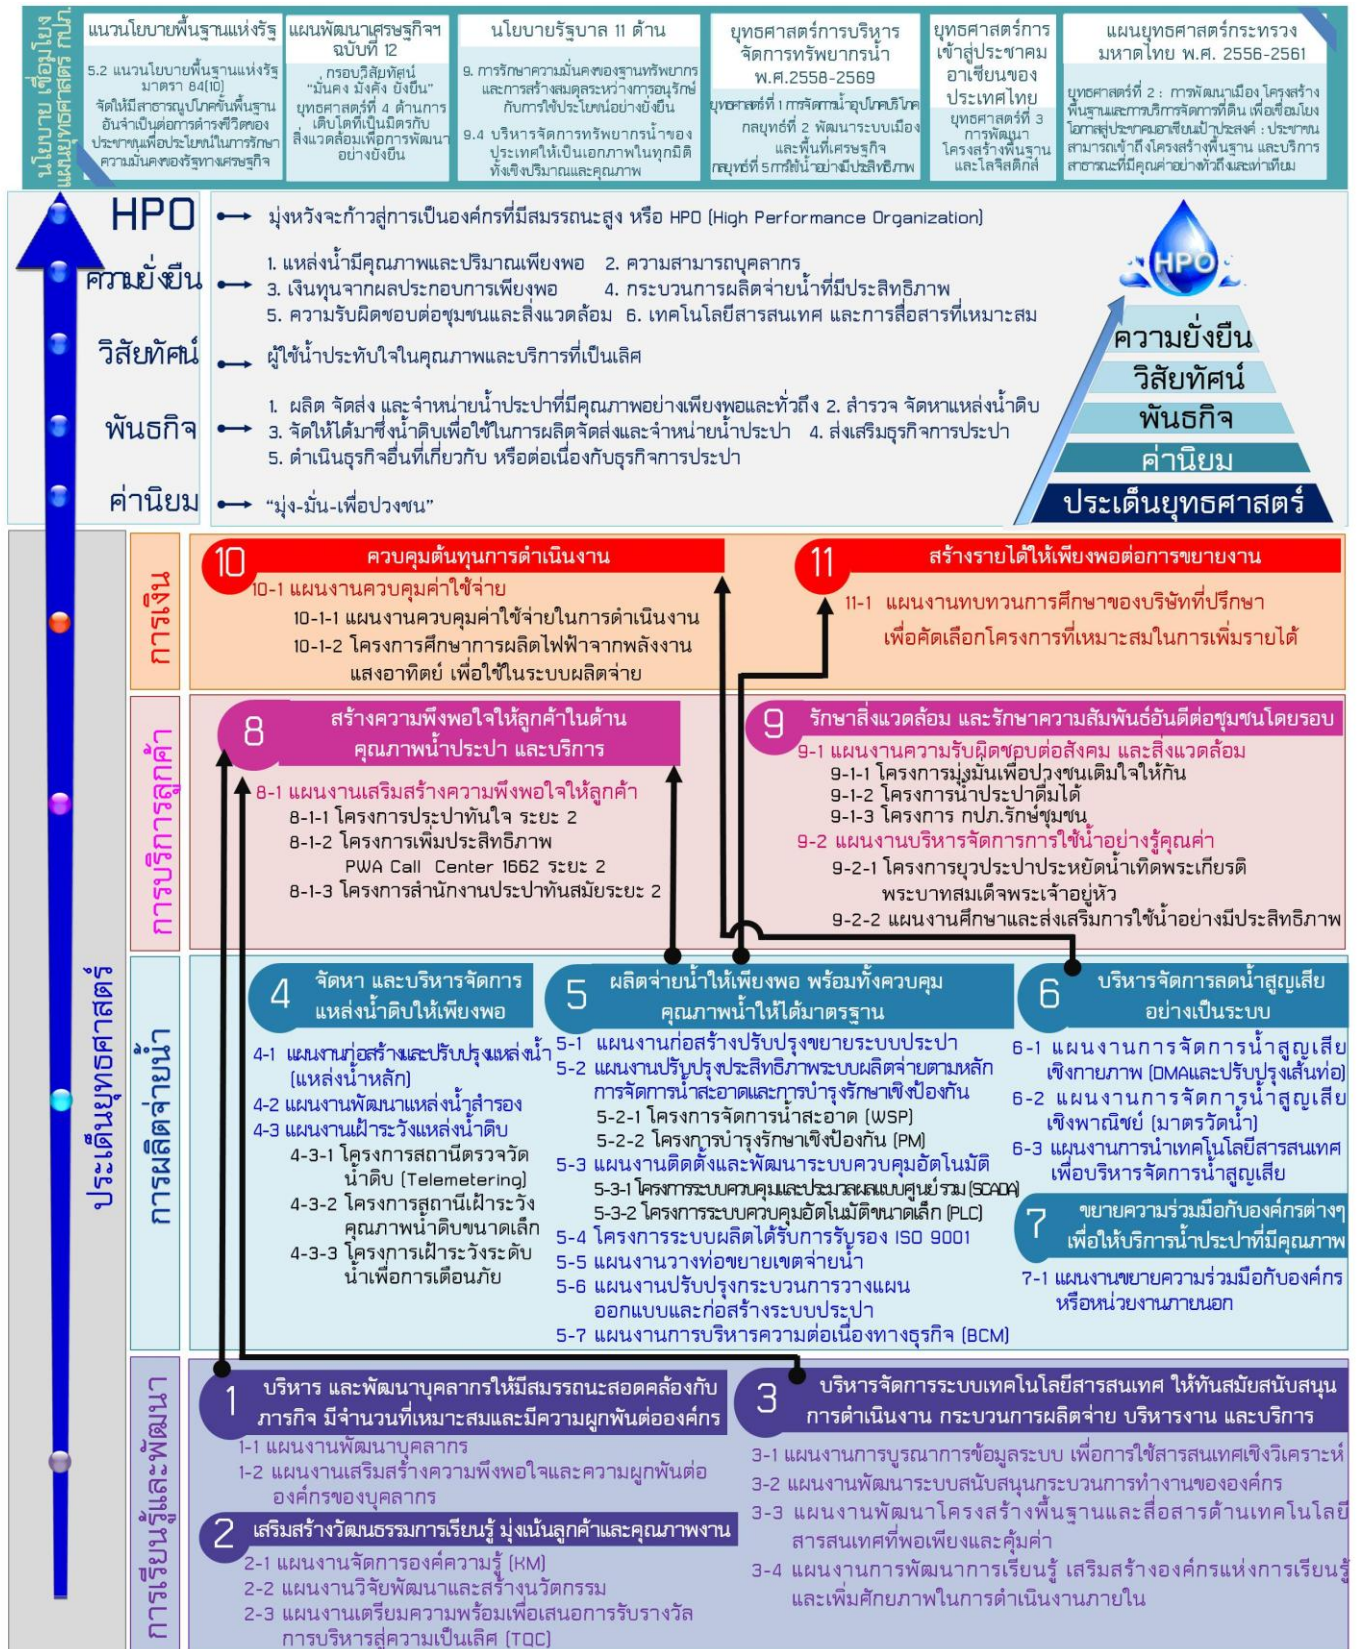 นโยบาย เชื่อมโยง
แผนยุทธศาสตร์ กปภ.
แนวนโยบายพื้นฐานแห่งรัฐ
5.2 แนวนโยบายพื้นฐานแห่งรัฐ
มาตรา 84(10)
จัดให้มีสาธารณูปโภคขั้นพื้นฐาน
อันจำเป็นต่อการดำรงชีวิตของ
ประชาชนเพื่อประโยชน์ในการรักษา
ความมั่นคงของรัฐทางเศรษฐกิจ
แผนพัฒนาเศรษฐกิจฯ
ฉบับที่ 12
กรอบวิสัยทัศน์
“มั่นคง มั่งคั่ง ยั่งยืน”
ยุทธศาสตร์ที่ 4 ด้านการ
เติบโตที่เป็นมิตรกับ
สิ่งแวดล้อมเพื่อการพัฒนา
อย่างยั่งยืน
นโยบายรัฐบาล 11 ด้าน
9. การรักษาความมั่นคงของฐานทรัพยากร
และการสร้างสมดุลระหว่างการอนุรักษ์
กับการใช้ประโยชน์อย่างยั่งยืน
9.4 บริหารจัดการทรัพยากรน้ำของ
ประเทศให้เป็นเอกภาพในทุกมิติ
ทั้งเชิงปริมาณและคุณภาพ
ยุทธศาสตร์การบริหาร
จัดการทรัพยากรน้ำ
พ.ศ.2558-2569
ยุทธศาสตร์ที่ 1 การจัดการน้ำอุปโภคบริโภค
กลยุทธ์ที่ 2 พัฒนาระบบเมือง
และพื้นที่เศรษฐกิจ
กลยุทธ์ที่ 5 การใช้น้ำอย่างมีประสิทธิภาพ
ยุทธศาสตร์การ
เข้าสู่ประชาคม
อาเซียนของ
ประเทศไทย
ยุทธศาสตร์ที่ 3
การพัฒนา
โครงสร้างพื้นฐาน
และโลจิสติกส์
แผนยุทธศาสตร์กระทรวง
มหาดไทย พ.ศ. 2556-2561
ยุทธศาสตร์ที่ 2 : การพัฒนาเมือง โครงสร้าง
พื้นฐานและการบริการจัดการที่ดิน เพื่อเชื่อมโยง
โอกาสสู่ประชาคมอาเซียนเป้าประสงค์ : ประชาชน
สามารถเข้าถึงโครงสร้างพื้นฐาน และบริการ
สาธารณะที่มีคุณค่าอย่างทั่วถึงและเท่าเทียม
HPO
มุ่งหวังจะก้าวสู่การเป็นองค์กรที่มีสมรรถนะสูง หรือ HPO (High Performance Organization)
ความยั่งยืน
1. แหล่งน้ำมีคุณภาพและปริมาณเพียงพอ 2. ความสามารถบุคลากร
3. เงินทุนจากผลประกอบการเพียงพอ 4. กระบวนการผลิตจ่ายน้ำที่มีประสิทธิภาพ
5. ความรับผิดชอบต่อชุมชนและสิ่งแวดล้อม 6. เทคโนโลยีสารสนเทศ และการสื่อสารที่เหมาะสม
วิสัยทัศน์
ผู้ใช้น้ำประทับใจในคุณภาพและบริการที่เป็นเลิศ
พันธกิจ
1. ผลิต จัดส่ง และจำหน่ายน้ำประปาที่มีคุณภาพอย่างเพียงพอและทั่วถึง 2. สำรวจ จัดหาแหล่งน้ำดิบ
3. จัดให้ได้มาซึ่งน้ำดิบเพื่อใช้ในการผลิตจัดส่งและจำหน่ายน้ำประปา 4. ส่งเสริมธุรกิจการประปา
5. ดำเนินธุรกิจอื่นที่เกี่ยวกับ หรือต่อเนื่องกับธุรกิจการประปา
ค่านิยม
“มุ่ง-มั่น-เพื่อปวงชน”
HPO
ความยั่งยืน
วิสัยทัศน์
พันธกิจ
ค่านิยม
ประเด็นยุทธศาสตร์
ประเด็นยุทธศาสตร์
การเงิน
10 ควบคุมต้นทุนการดำเนินงาน
10-1 แผนงานควบคุมค่าใช้จ่าย
10-1-1 แผนงานควบคุมค่าใช้จ่ายในการดำเนินงาน
10-1-2 โครงการศึกษาการผลิตไฟฟ้าจากพลังงาน
แสงอาทิตย์ เพื่อใช้ในระบบผลิตจ่าย
11 สร้างรายได้ให้เพียงพอต่อการขยายงาน
11-1 แผนงานทบทวนการศึกษาของบริษัทที่ปรึกษา
เพื่อคัดเลือกโครงการที่เหมาะสมในการเพิ่มรายได้
การบริการลูกค้า
8 สร้างความพึงพอใจให้ลูกค้าในด้าน
คุณภาพน้ำประปา และบริการ
8-1 แผนงานเสริมสร้างความพึงพอใจให้ลูกค้า
8-1-1 โครงการประปาทันใจ ระยะ 2
8-1-2 โครงการเพิ่มประสิทธิภาพ
PWA Call Center 1662 ระยะ 2
8-1-3 โครงการสำนักงานประปาทันสมัยระยะ 2
9 รักษาสิ่งแวดล้อม และรักษาความสัมพันธ์อันดีต่อชุมชนโดยรอบ
9-1 แผนงานความรับผิดชอบต่อสังคม และสิ่งแวดล้อม
9-1-1 โครงการมุ่งมั่นเพื่อปวงชนเติมใจให้กัน
9-1-2 โครงการน้ำประปาดื่มได้
9-1-3 โครงการ กปภ.รักษ์ชุมชน
9-2 แผนงานบริหารจัดการการใช้น้ำอย่างรู้คุณค่า
9-2-1 โครงการยุวประปาประหยัดน้ำเทิดพระเกียรติ
พระบาทสมเด็จพระเจ้าอยู่หัว
9-2-2 แผนงานศึกษาและส่งเสริมการใช้น้ำอย่างมีประสิทธิภาพ
การผลิตจ่ายน้ำ
4 จัดหา และบริหารจัดการ
แหล่งน้ำดิบให้เพียงพอ
4-1 แผนงานก่อสร้างและปรับปรุงแหล่งน้ำ
(แหล่งน้ำหลัก)
4-2 แผนงานพัฒนาแหล่งน้ำสำรอง
4-3 แผนงานเฝ้าระวังแหล่งน้ำดิบ
4-3-1 โครงการสถานีตรวจวัด
น้ำดิบ (Telemetering)
4-3-2 โครงการสถานีเฝ้าระวัง
คุณภาพน้ำดิบขนาดเล็ก
4-3-3 โครงการเฝ้าระวังระดับ
น้ำเพื่อการเตือนภัย
5 ผลิตจ่ายน้ำให้เพียงพอ พร้อมทั้งควบคุม
คุณภาพน้ำให้ได้มาตรฐาน
5-1 แผนงานก่อสร้างปรับปรุงขยายระบบประปา
5-2 แผนงานปรับปรุงประสิทธิภาพระบบผลิตจ่ายตามหลัก
การจัดการน้ำสะอาดและการบำรุงรักษาเชิงป้องกัน
5-2-1 โครงการจัดการน้ำสะอาด (WSP)
5-2-2 โครงการบำรุงรักษาเชิงป้องกัน (PM)
5-3 แผนงานติดตั้งและพัฒนาระบบควบคุมอัตโนมัติ
5-3-1 โครงการระบบควบคุมและประมวลผลแบบศูนย์รวม (SCADA)
5-3-2 โครงการระบบควบคุมอัตโนมัติขนาดเล็ก (PLC)
5-4 โครงการระบบผลิตได้รับการรับรอง ISO 9001
5-5 แผนงานวางท่อขยายเขตจ่ายน้ำ
5-6 แผนงานปรับปรุงกระบวนการวางแผน
ออกแบบและก่อสร้างระบบประปา
5-7 แผนงานการบริหารความต่อเนื่องทางธุรกิจ (BCM)
6 บริหารจัดการลดน้ำสูญเสีย
อย่างเป็นระบบ
6-1 แผนงานการจัดการน้ำสูญเสีย
เชิงกายภาพ (DMAและปรับปรุงเส้นท่อ)
6-2 แผนงานการจัดการน้ำสูญเสีย
เชิงพาณิชย์ (มาตรวัดน้ำ)
6-3 แผนงานการนำเทคโนโลยีสารสนเทศ
เพื่อบริหารจัดการน้ำสูญเสีย
7 ขยายความร่วมมือกับองค์กรต่างๆ
เพื่อให้บริการน้ำประปาที่มีคุณภาพ
7-1 แผนงานขยายความร่วมมือกับองค์กร
หรือหน่วยงานภายนอก
การเรียนรู้และพัฒนา
1 บริหาร และพัฒนาบุคลากรให้มีสมรรถนะสอดคล้องกับ
ภารกิจ มีจำนวนที่เหมาะสมและมีความผูกพันต่อองค์กร
1-1 แผนงานพัฒนาบุคลากร
1-2 แผนงานเสริมสร้างความพึงพอใจและความผูกพันต่อ
องค์กรของบุคลากร
2 เสริมสร้างวัฒนธรรมการเรียนรู้ มุ่งเน้นลูกค้าและคุณภาพงาน
2-1 แผนงานจัดการองค์ความรู้ (KM)
2-2 แผนงานวิจัยพัฒนาและสร้างนวัตกรรม
2-3 แผนงานเตรียมความพร้อมเพื่อเสนอการรับรางวัล
การบริหารสู่ความเป็นเลิศ (TQC)
3 บริหารจัดการระบบเทคโนโลยีสารสนเทศ ให้ทันสมัยสนับสนุน
การดำเนินงาน กระบวนการผลิตจ่าย บริหารงาน และบริการ
3-1 แผนงานการบูรณาการข้อมูลระบบ เพื่อการใช้สารสนเทศเชิงวิเคราะห์
3-2 แผนงานพัฒนาระบบสนับสนุนกระบวนการทำงานขององค์กร
3-3 แผนงานพัฒนาโครงสร้างพื้นฐานและสื่อสารด้านเทคโนโลยี
สารสนเทศที่พอเพียงและคุ้มค่า
3-4 แผนงานการพัฒนาการเรียนรู้ เสริมสร้างองค์กรแห่งการเรียนรู้
และเพิ่มศักยภาพในการดำเนินงานภายใน